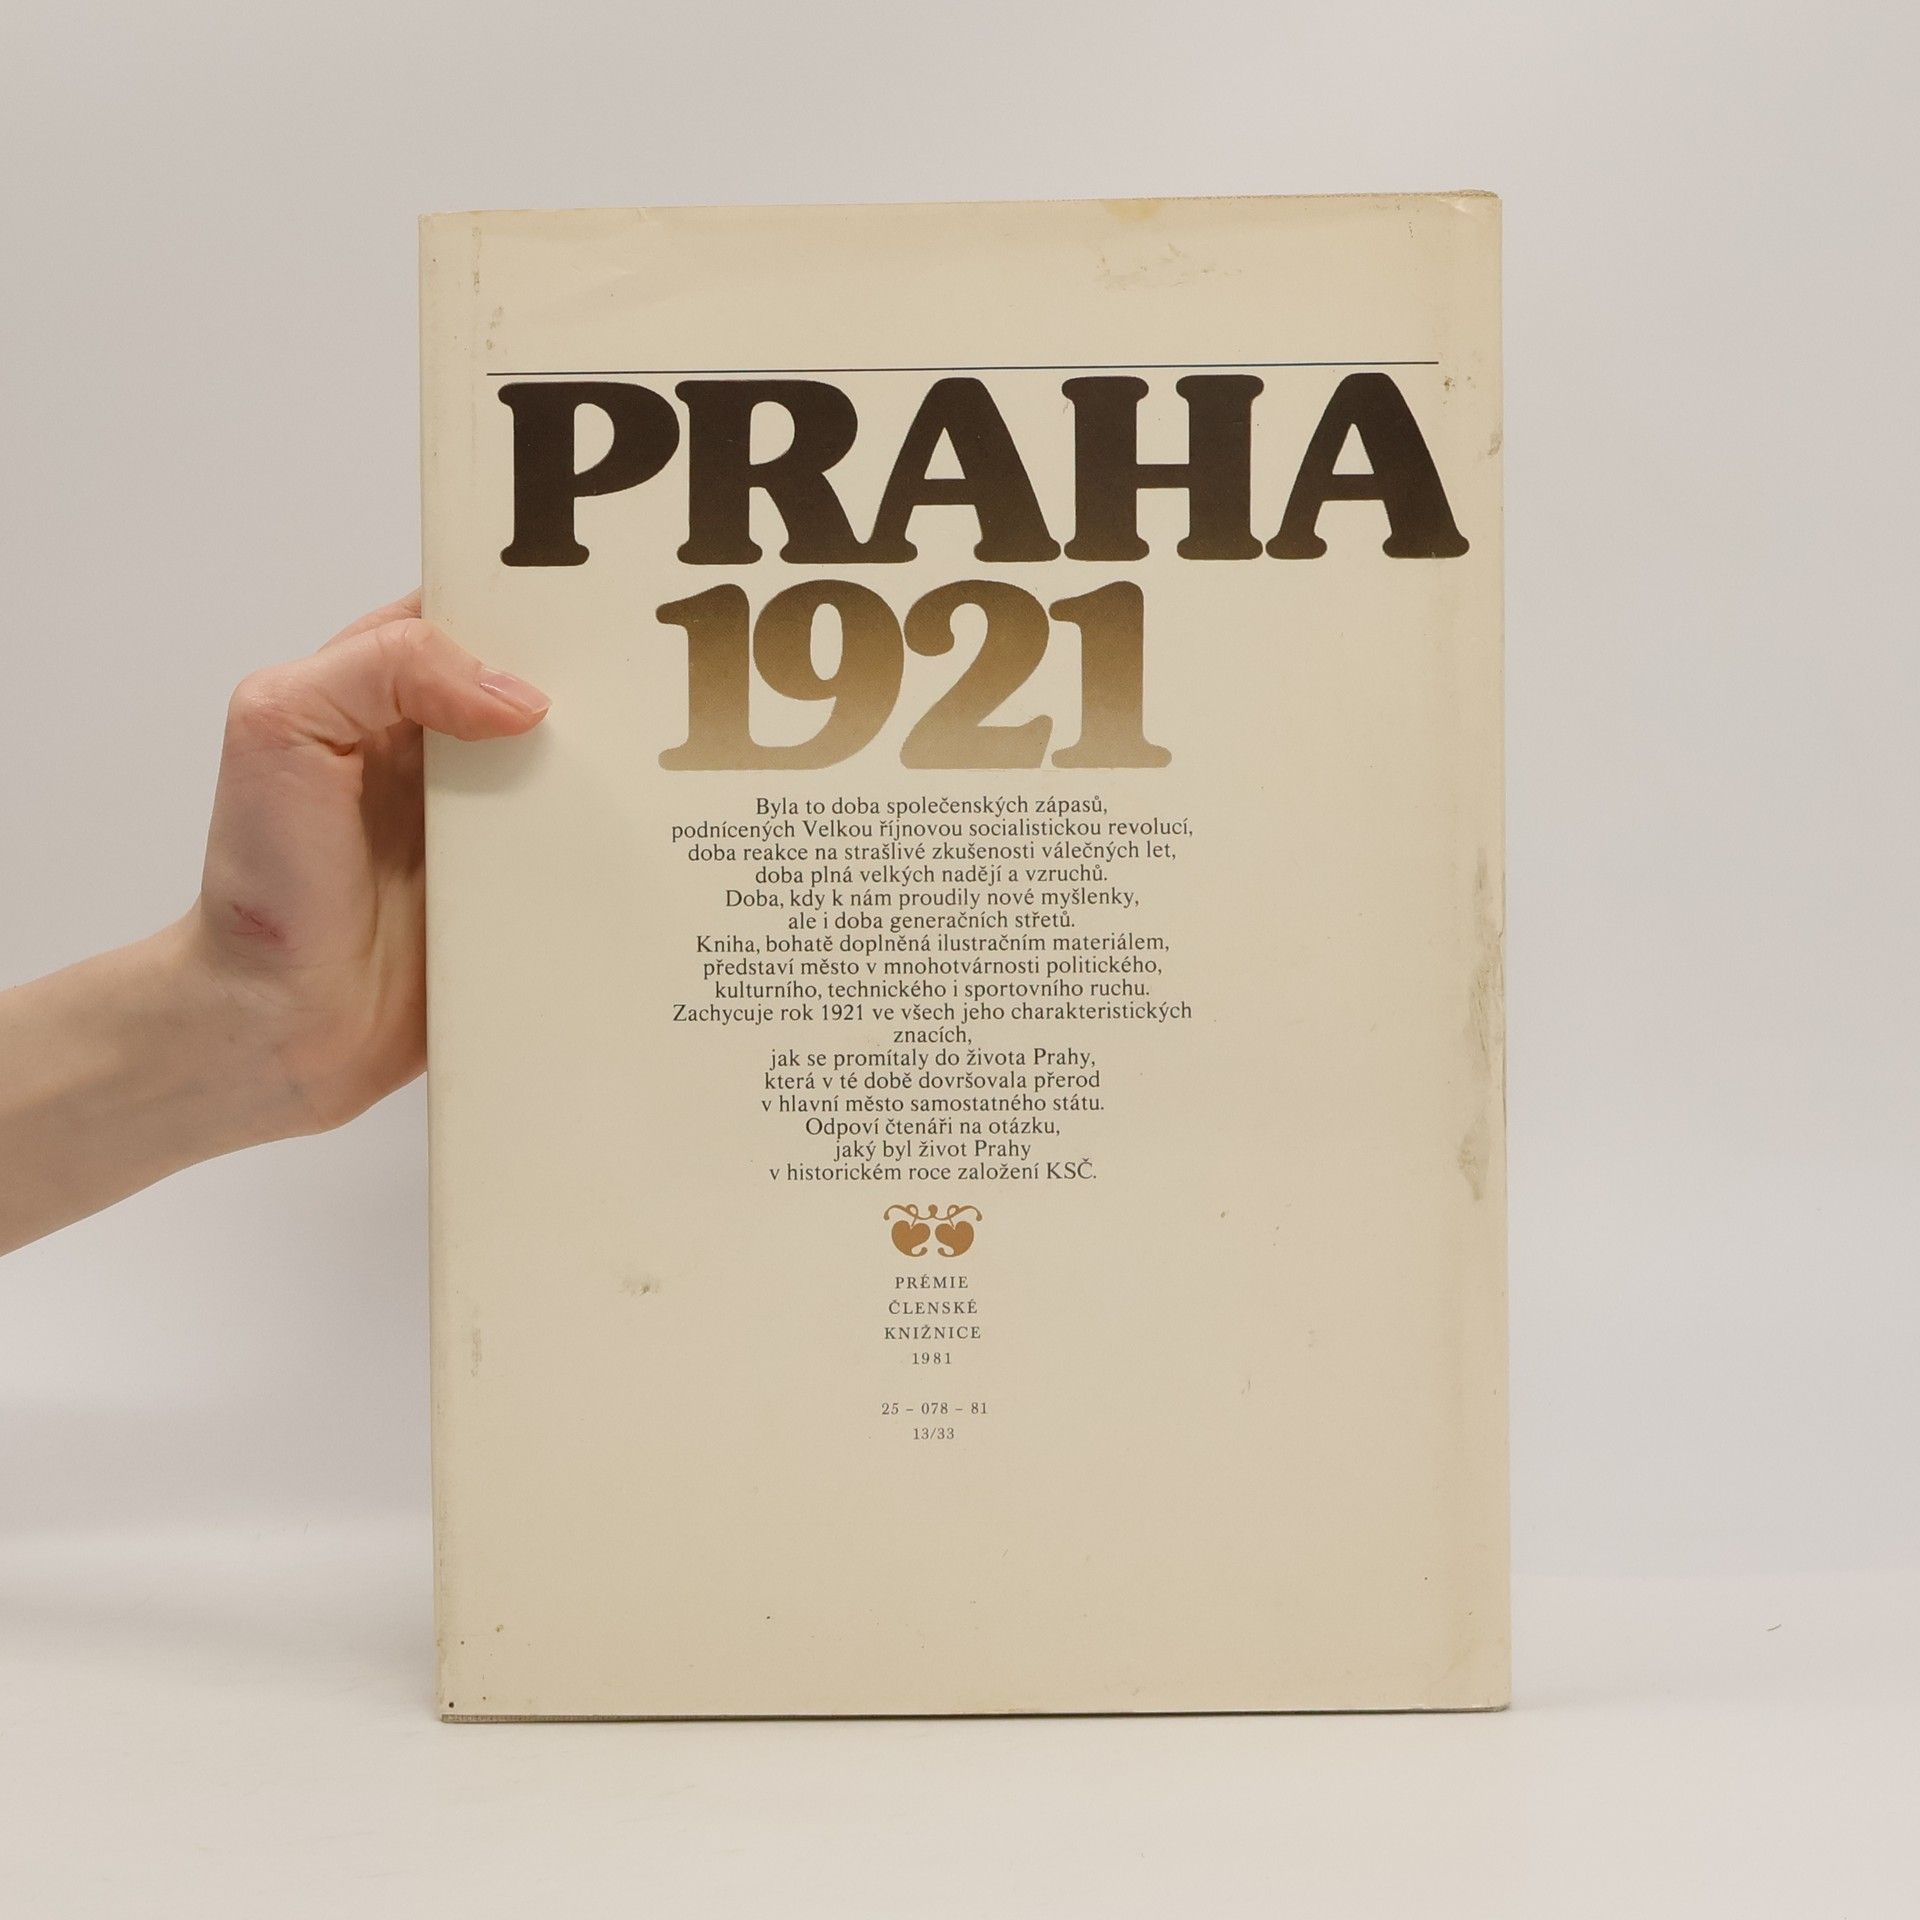 PRAHA
1921
Byla to doba společenských zápasů,
podnícených Velkou říjnovou socialistickou revolucí,
doba reakce na strašlivé zkušenosti válečných let,
doba plná velkých nadějí a vzruchů.
Doba, kdy k nám proudily nové myšlenky,
ale i doba generačních střetů.
Kniha, bohatě doplněná ilustračním materiálem,
představí město v mnohotvárnosti politického,
kulturního, technického i sportovního ruchu.
Zachycuje rok 1921 ve všech jeho charakteristických
znacích,
jak se promítaly do života Prahy,
která v té době dovršovala přerod
v hlavní město samostatného státu.
Odpoví čtenáři na otázku,
jaký byl život Prahy
v historickém roce založení KSČ.
PRÉMIE
ČLENSKÉ
KNIŽNICE
1981
25 – 078 – 81
13/33